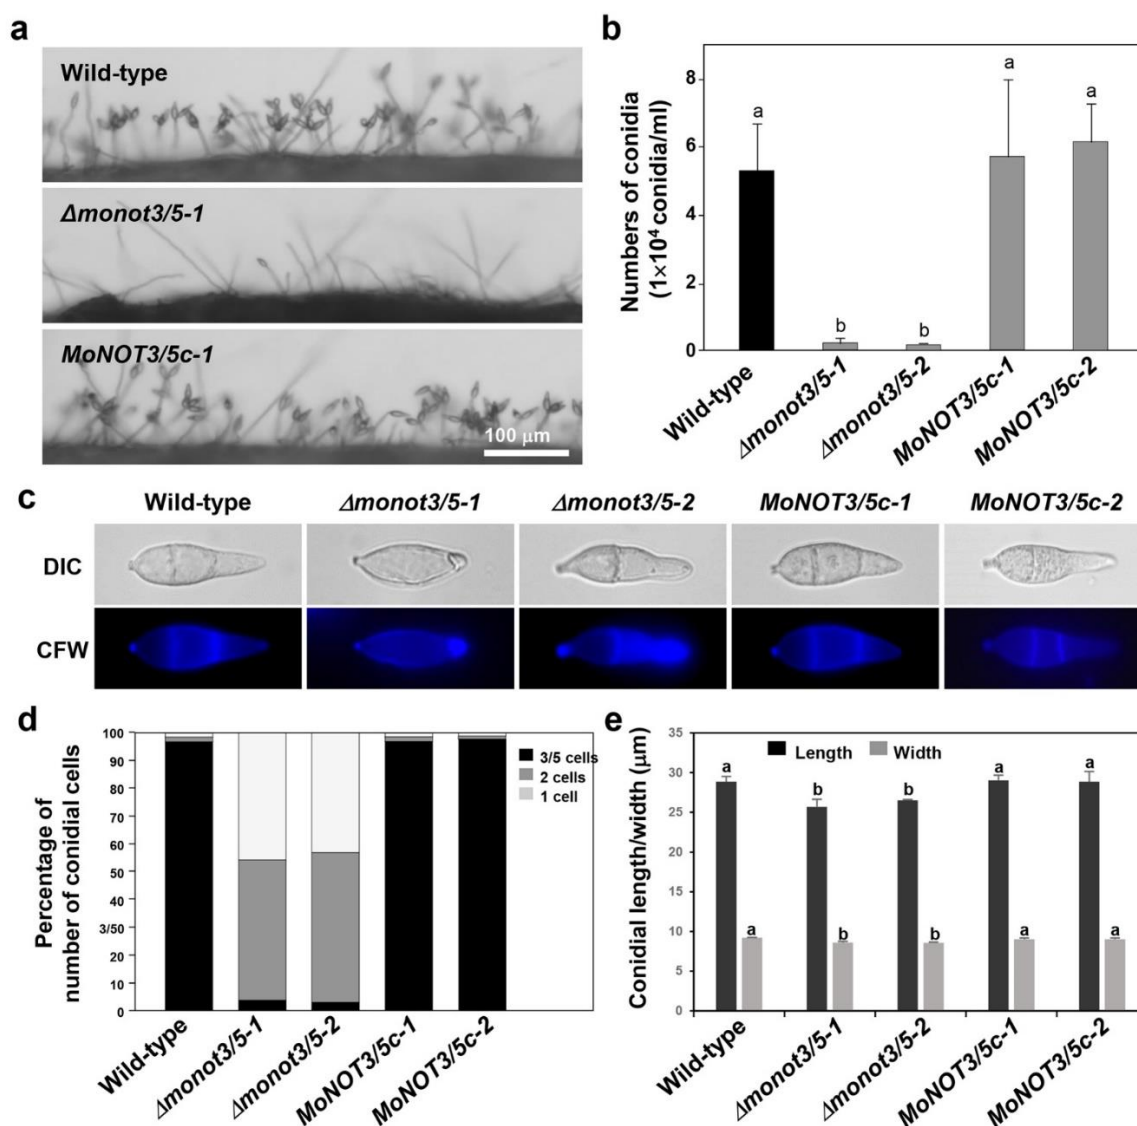 a
Wild-type
Δmonot3/5-1
MoNOT3/5c-1
100 μm
b
Numbers of conidia
(1×10⁴ conidia/ml)
8
6
4
2
0
a
b
b
a
a
Wild-type
Δmonot3/5-1
Δmonot3/5-2
MoNOT3/5c-1
MoNOT3/5c-2
c
Wild-type
Δmonot3/5-1
Δmonot3/5-2
MoNOT3/5c-1
MoNOT3/5c-2
DIC
CFW
d
Percentage of
number of conidial cells
100
90
80
70
60
50
40
3/50
20
10
0
3/5 cells
2 cells
1 cell
Wild-type
Δmonot3/5-1
Δmonot3/5-2
MoNOT3/5c-1
MoNOT3/5c-2
e
Conidial length/width (μm)
35
30
25
20
15
10
5
0
Length
Width
a
a
b
b
b
b
a
a
a
a
Wild-type
Δmonot3/5-1
Δmonot3/5-2
MoNOT3/5c-1
MoNOT3/5c-2